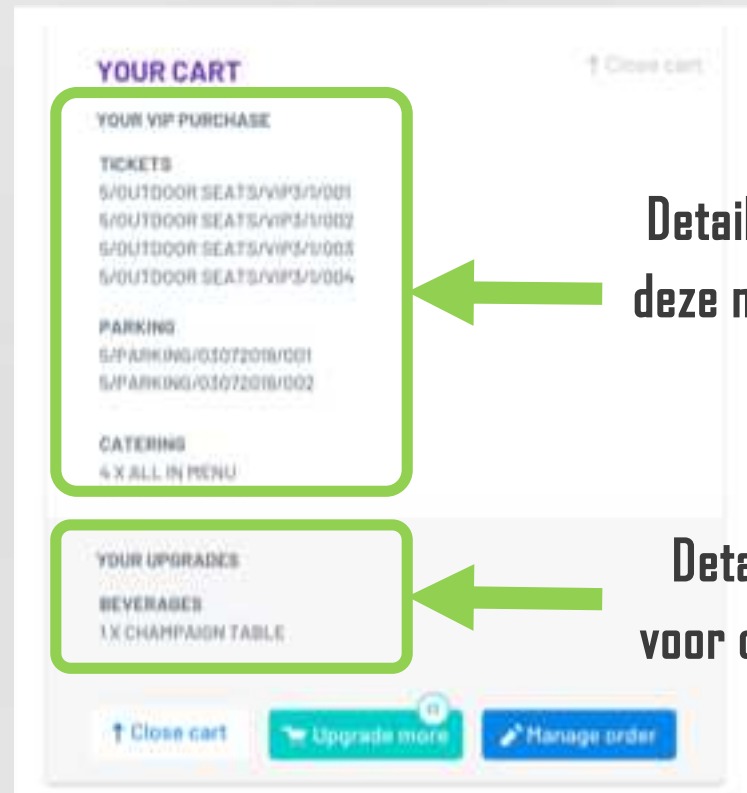 YOUR CART
↑ Close cart
YOUR VIP PURCHASE
TICKETS
5/OUTDOOR SEATS/VIP3/1/001
5/OUTDOOR SEATS/VIP3/1/002
5/OUTDOOR SEATS/VIP3/1/003
5/OUTDOOR SEATS/VIP3/1/004
PARKING
5/PARKING/03072018/001
5/PARKING/03072018/002
CATERING
4 X ALL IN MENU
Detail
deze
YOUR UPGRADES
BEVERAGES
1 X CHAMPAIGN TABLE
Deta
voor
↑ Close cart
Upgrade more
Manage order